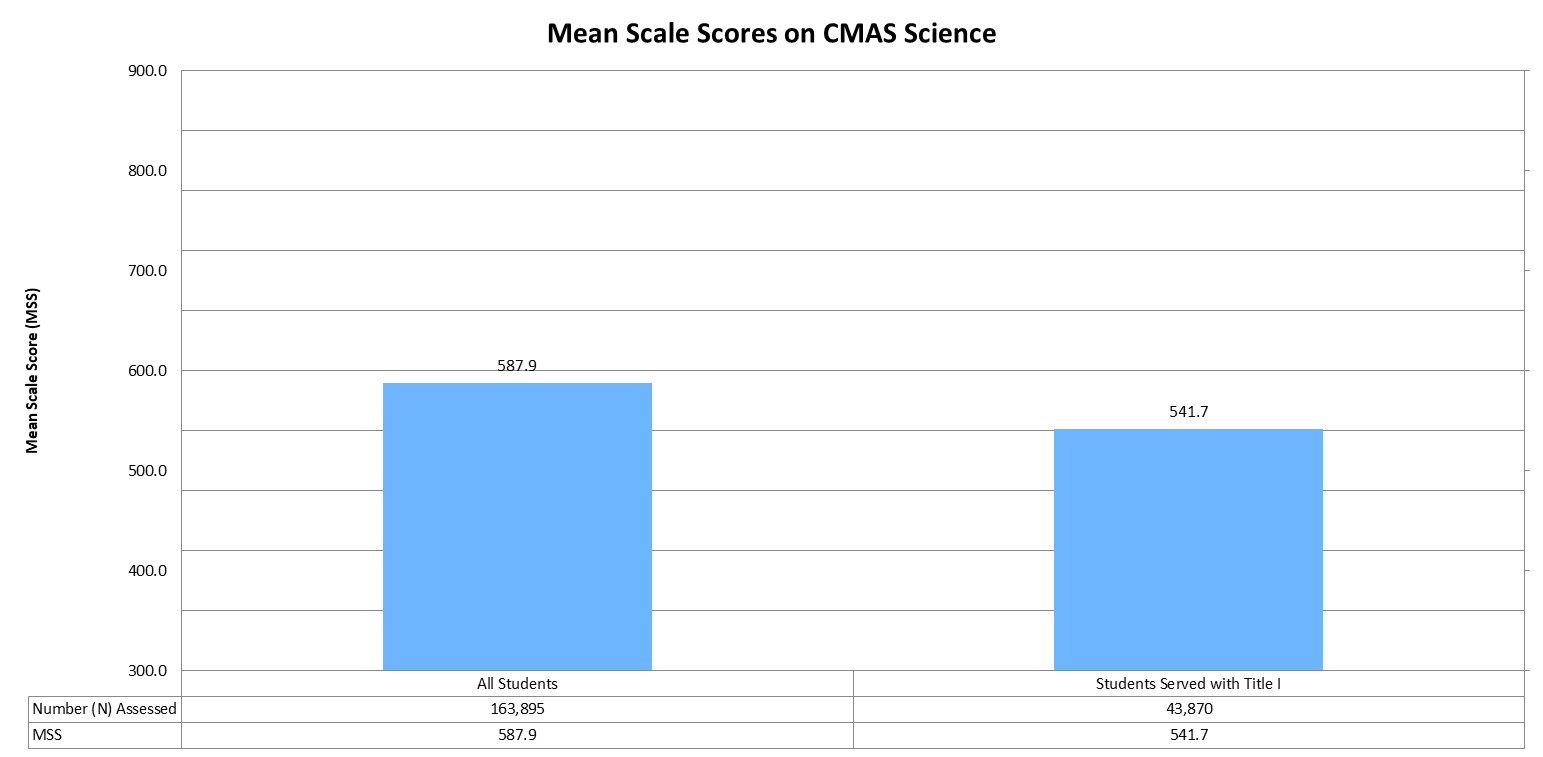 Mean Scale Scores on CMAS Science
Mean Scale Score (MSS)
900.0
800.0
700.0
600.0
500.0
400.0
300.0
587.9
541.7
All Students Students Served with Title I
Number (N) Assessed 163,895 43,870
MSS 587.9 541.7